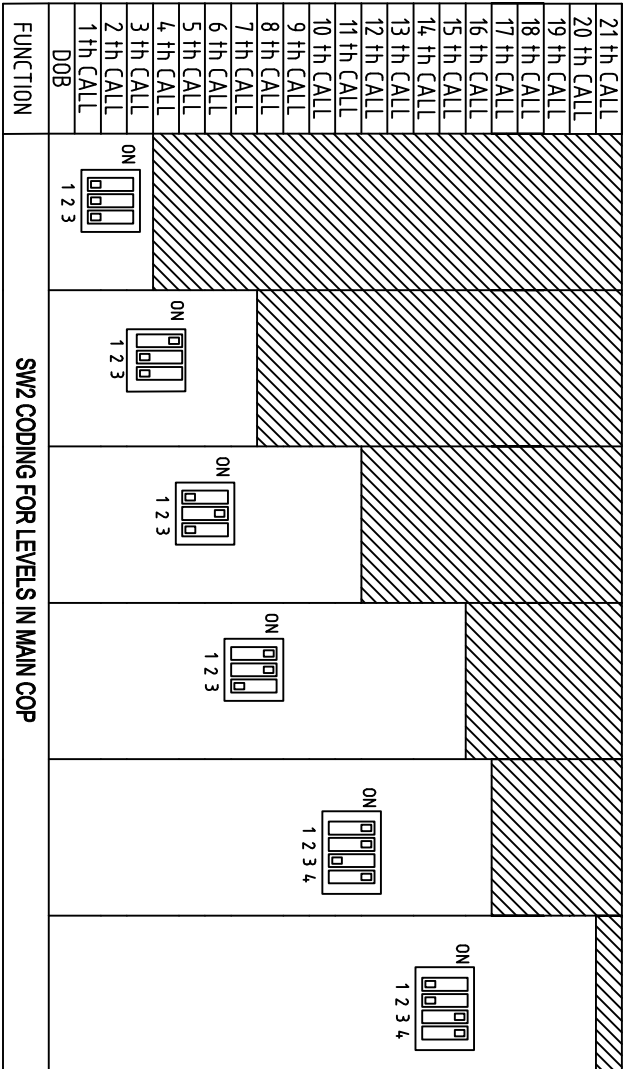 21 th CALL
20 th CALL
19 th CALL
18 th CALL
17 th CALL
16 th CALL
15 th CALL
14 th CALL
13 th CALL
12 th CALL
11 th CALL
10 th CALL
9 th CALL
8 th CALL
7 th CALL
6 th CALL
5 th CALL
4 th CALL
3 th CALL
2 th CALL
1 th CALL
DOB
ON
1 2 3
ON
1 2 3
ON
1 2 3
ON
1 2 3
ON
1 2 3 4
ON
1 2 3 4
FUNCTION
SW2 CODING FOR LEVELS IN MAIN COP